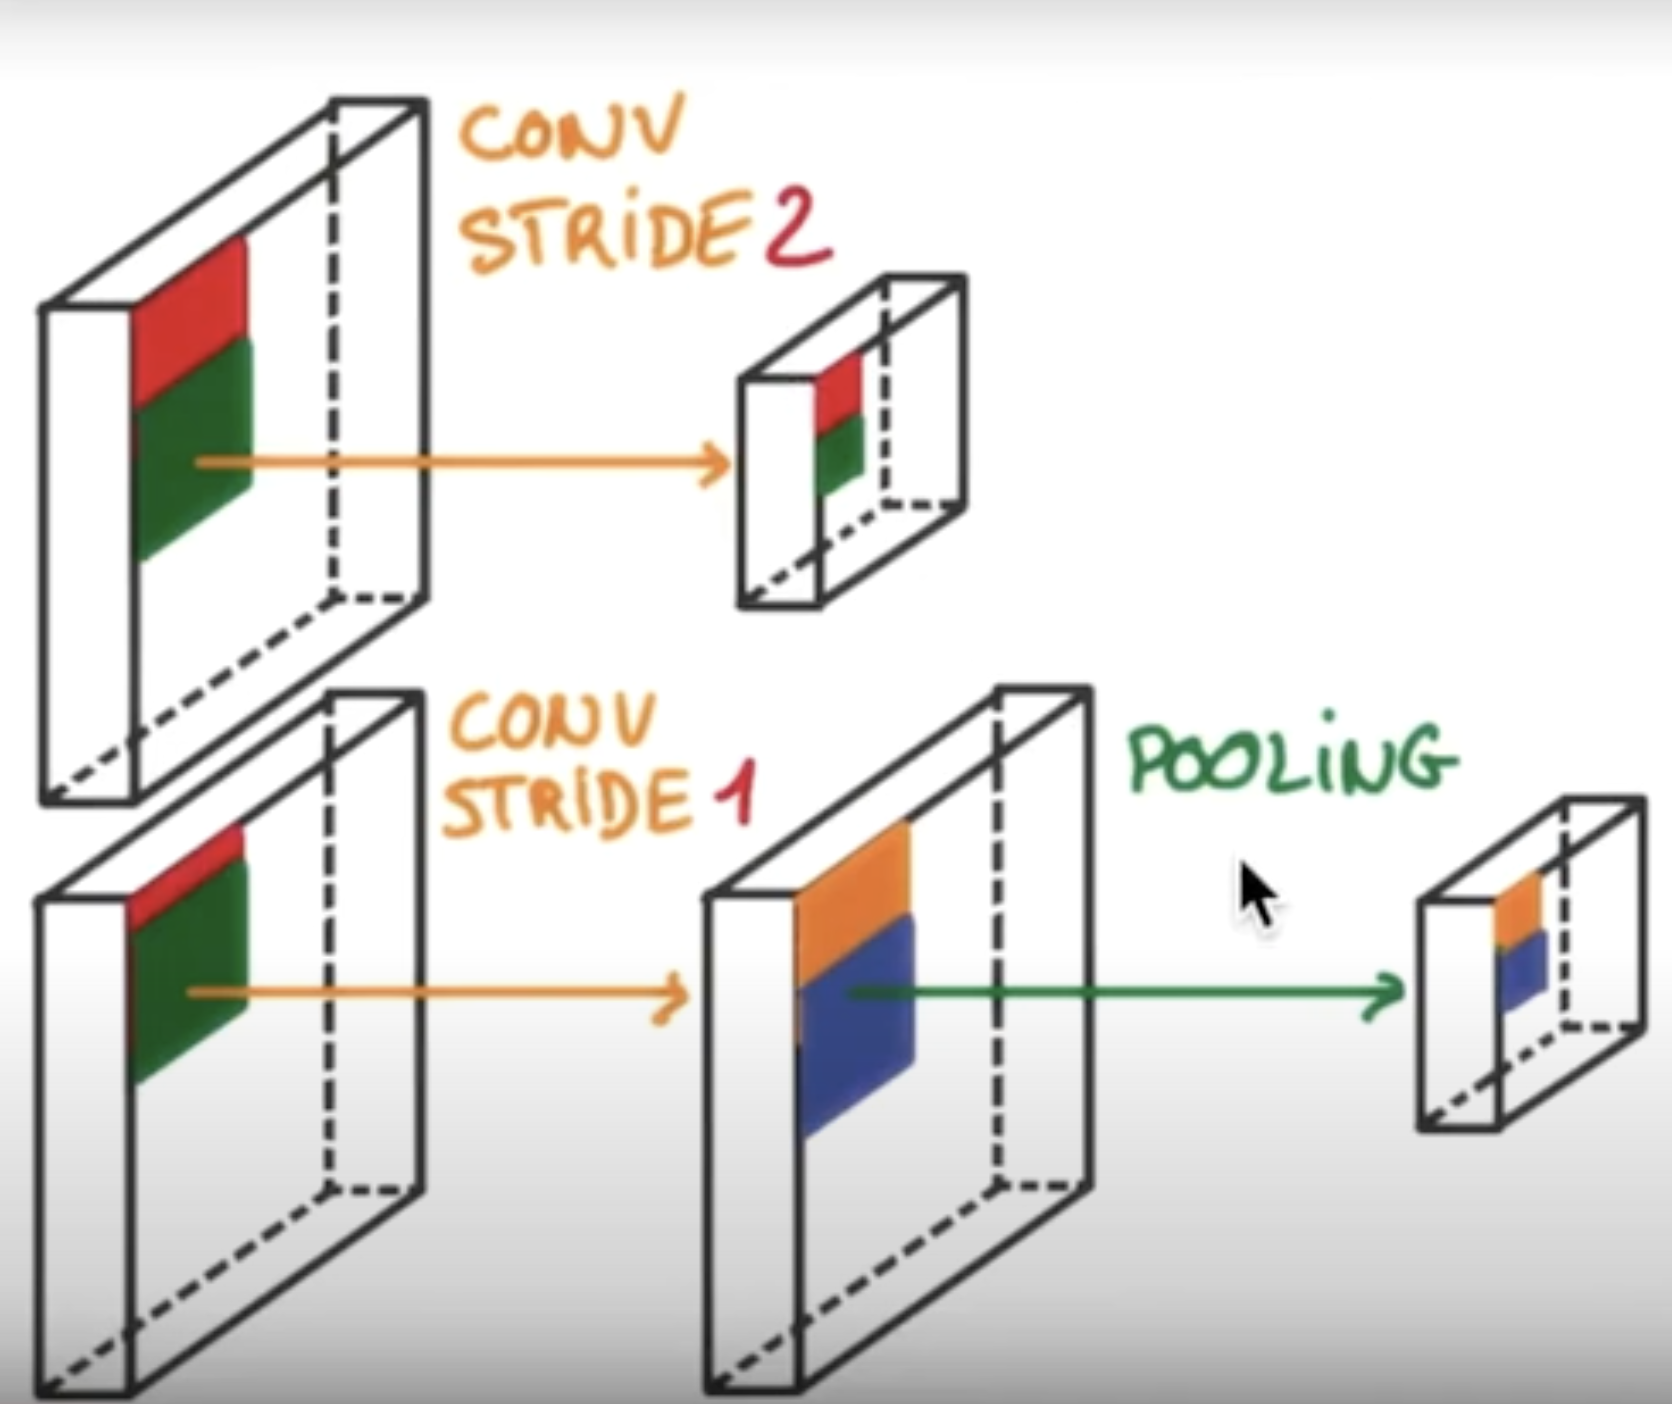 CONV
STRIDE 2
CONV
STRIDE 1
POOLING